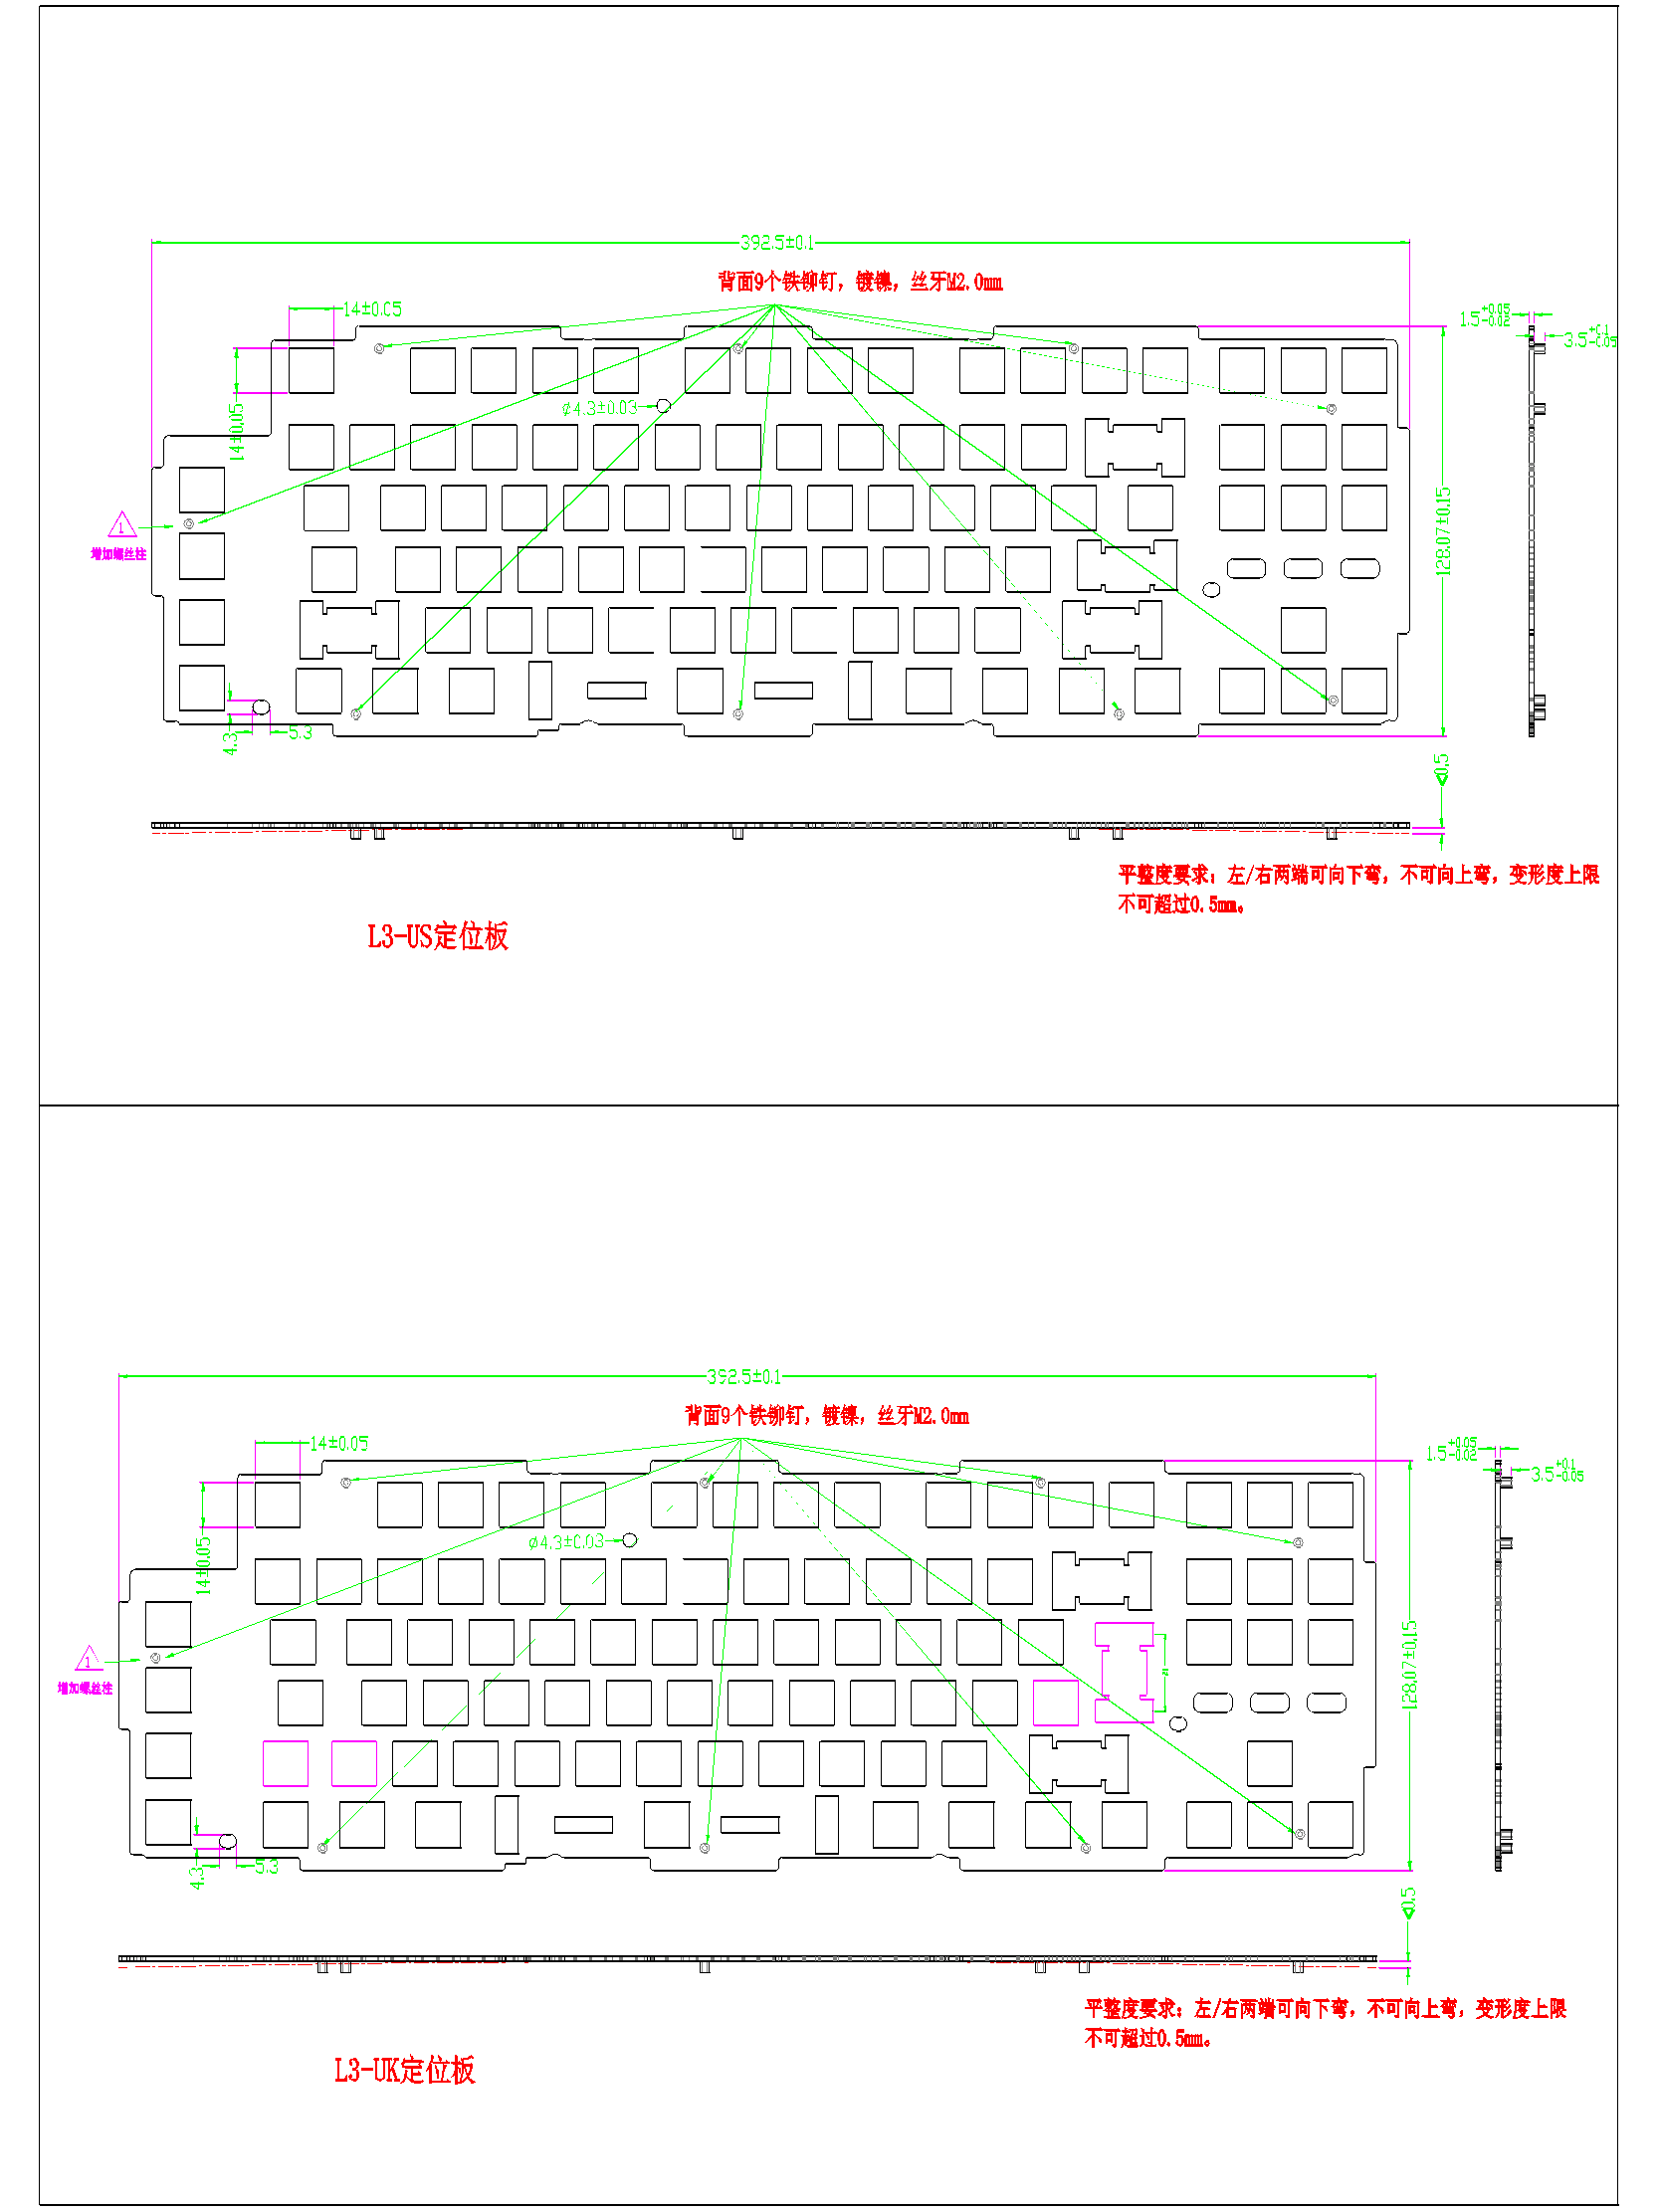 392.5±0.1
背面9个铁铆钉，镀镍，丝牙M2.0mm
14±0.05
1.5+0.05-0.02
3.5+0.1-0.05
14±0.05
ø4.3±0.03
1
增加螺丝柱
128.07±0.15
4.3
5.3
0.5
平整度要求：左/右两端可向下弯，不可向上弯，变形度上限
不可超过0.5mm。
L3-US定位板
392.5±0.1
背面9个铁铆钉，镀镍，丝牙M2.0mm
14±0.05
1.5+0.05-0.02
3.5+0.1-0.05
14±0.05
ø4.3±0.03
1
增加螺丝柱
128.07±0.15
4.3
5.3
0.5
平整度要求：左/右两端可向下弯，不可向上弯，变形度上限
不可超过0.5mm。
L3-UK定位板